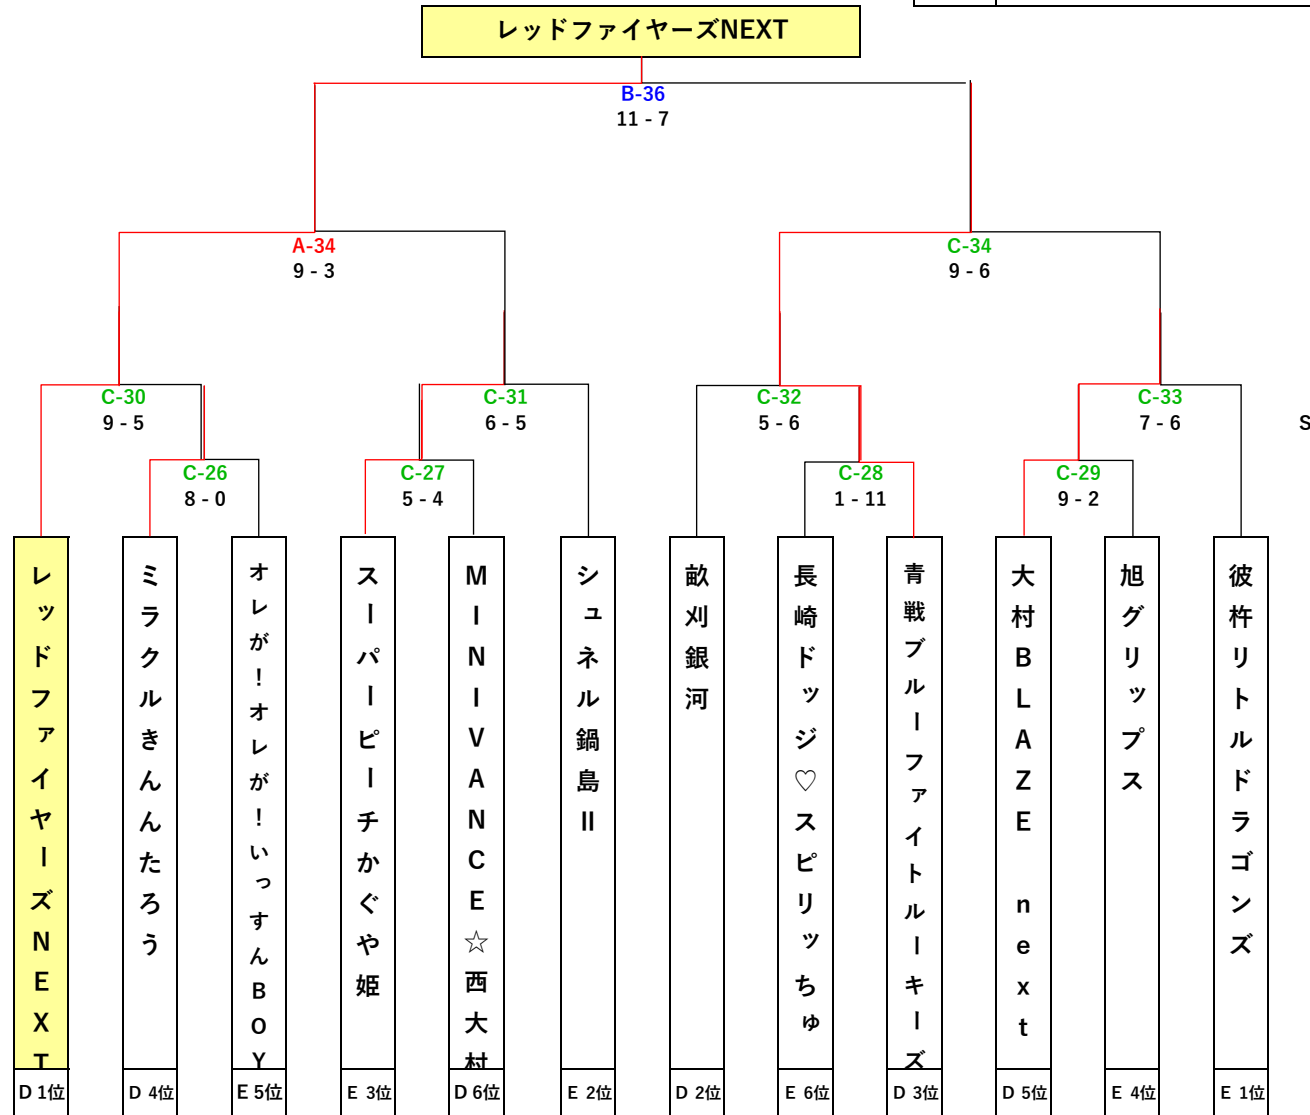 レッドファイヤーズNEXT
B-36
11 - 7
A-34
9 - 3
C-34
9 - 6
C-30
9 - 5
C-31
6 - 5
C-32
5 - 6
C-33
7 - 6
S
C-26
8 - 0
C-27
5 - 4
C-28
1 - 11
C-29
9 - 2
レッドファイヤーズNEXT
ミラクルきんんたろう
オレが！オレが！いっすんBOY
スーパーピーチかぐや姫
MINIVANCE☆西大村
シュネル鍋島Ⅱ
畝刈銀河
長崎ドッジ♡スピリッちゅ
青戦ブルーファイトルーキーズ
大村BLAZE next
旭グリップス
彼杵リトルドラゴンズ
D 1位
D 4位
E 5位
E 3位
D 6位
E 2位
D 2位
E 6位
D 3位
D 5位
E 4位
E 1位